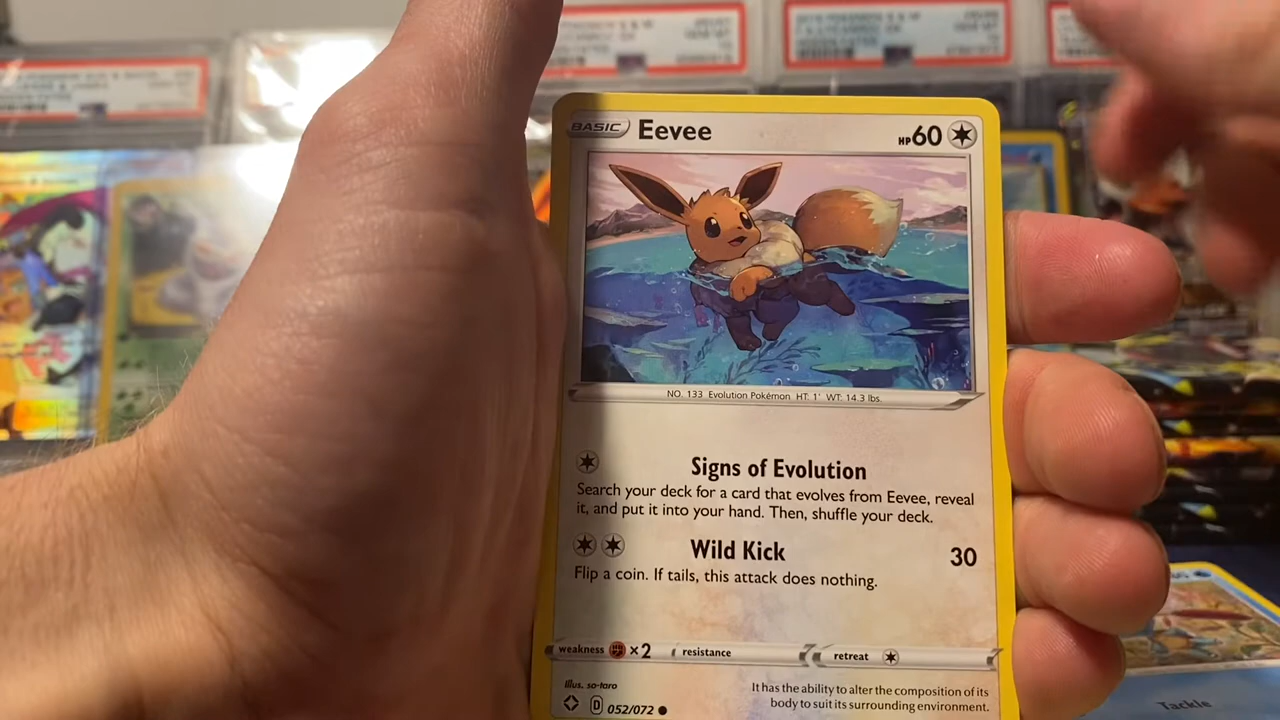 BASIC Eevee HP60
NO. 133 Evolution Pokémon HT: 1' WT: 14.3 lbs.
Signs of Evolution
Search your deck for a card that evolves from Eevee, reveal
it, and put it into your hand. Then, shuffle your deck.
Wild Kick 30
Flip a coin. If tails, this attack does nothing.
weakness ×2 resistance retreat
Illus. so-taro
It has the ability to alter the composition of its
body to suit its surrounding environment.
D 052/072
Tackle